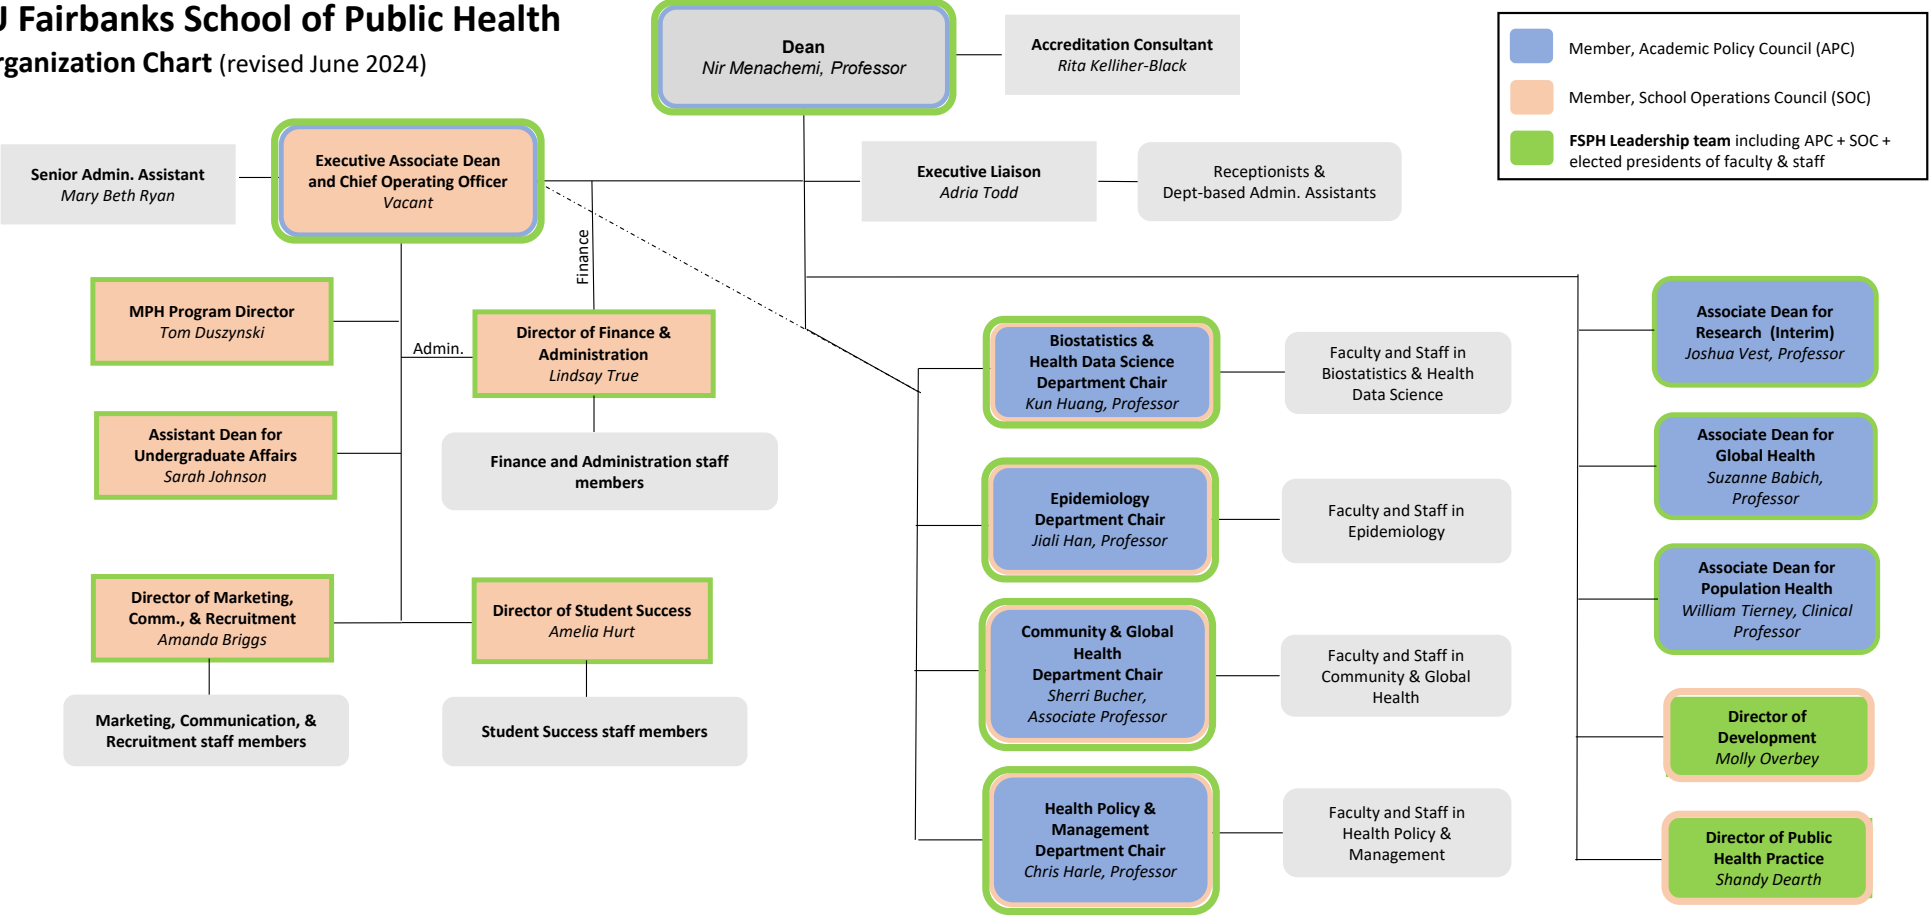 U Fairbanks School of Public Health
rganization Chart (revised June 2024)
Dean
Nir Menachemi, Professor
Accreditation Consultant
Rita Kelliher-Black
Member, Academic Policy Council (APC)
Member, School Operations Council (SOC)
FSPH Leadership team including APC + SOC +
elected presidents of faculty & staff
Senior Admin. Assistant
Mary Beth Ryan
Executive Associate Dean
and Chief Operating Officer
Vacant
Executive Liaison
Adria Todd
Receptionists &
Dept-based Admin. Assistants
Finance
Admin.
MPH Program Director
Tom Duszynski
Director of Finance &
Administration
Lindsay True
Assistant Dean for
Undergraduate Affairs
Sarah Johnson
Finance and Administration staff
members
Director of Marketing,
Comm., & Recruitment
Amanda Briggs
Director of Student Success
Amelia Hurt
Marketing, Communication, &
Recruitment staff members
Student Success staff members
Biostatistics &
Health Data Science
Department Chair
Kun Huang, Professor
Faculty and Staff in
Biostatistics & Health
Data Science
Epidemiology
Department Chair
Jiali Han, Professor
Faculty and Staff in
Epidemiology
Community & Global
Health
Department Chair
Sherri Bucher,
Associate Professor
Faculty and Staff in
Community & Global
Health
Health Policy &
Management
Department Chair
Chris Harle, Professor
Faculty and Staff in
Health Policy &
Management
Associate Dean for
Research (Interim)
Joshua Vest, Professor
Associate Dean for
Global Health
Suzanne Babich,
Professor
Associate Dean for
Population Health
William Tierney, Clinical
Professor
Director of
Development
Molly Overbey
Director of Public
Health Practice
Shandy Dearth